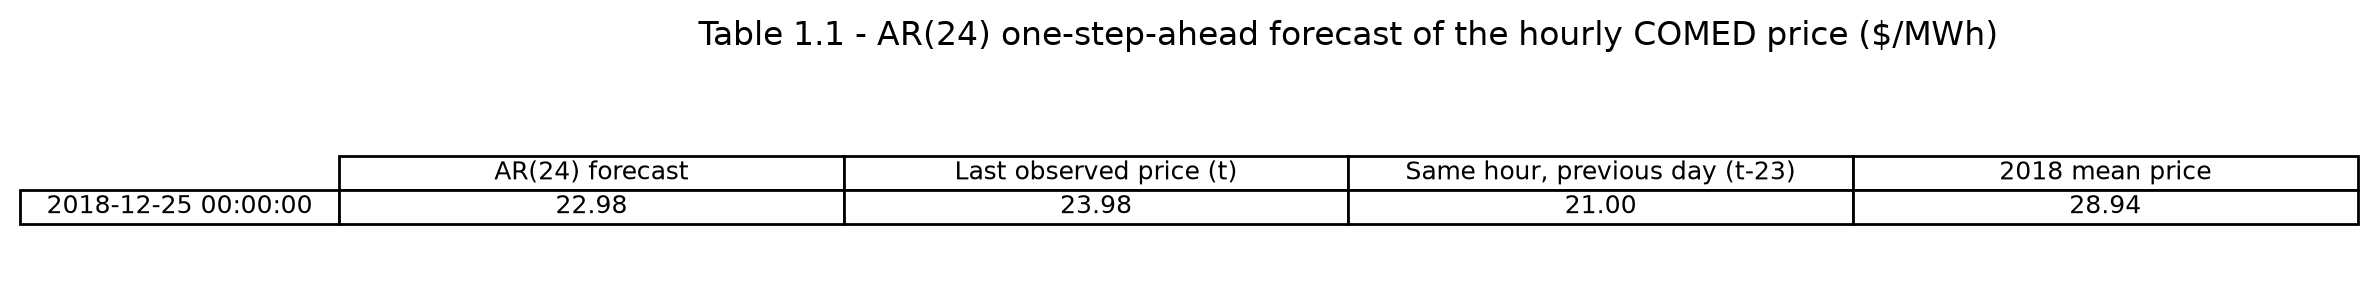 Table 1.1 - AR(24) one-step-ahead forecast of the hourly COMED price ($/MWh)
AR(24) forecast Last observed price (t) Same hour, previous day (t-23) 2018 mean price
2018-12-25 00:00:00 22.98 23.98 21.00 28.94